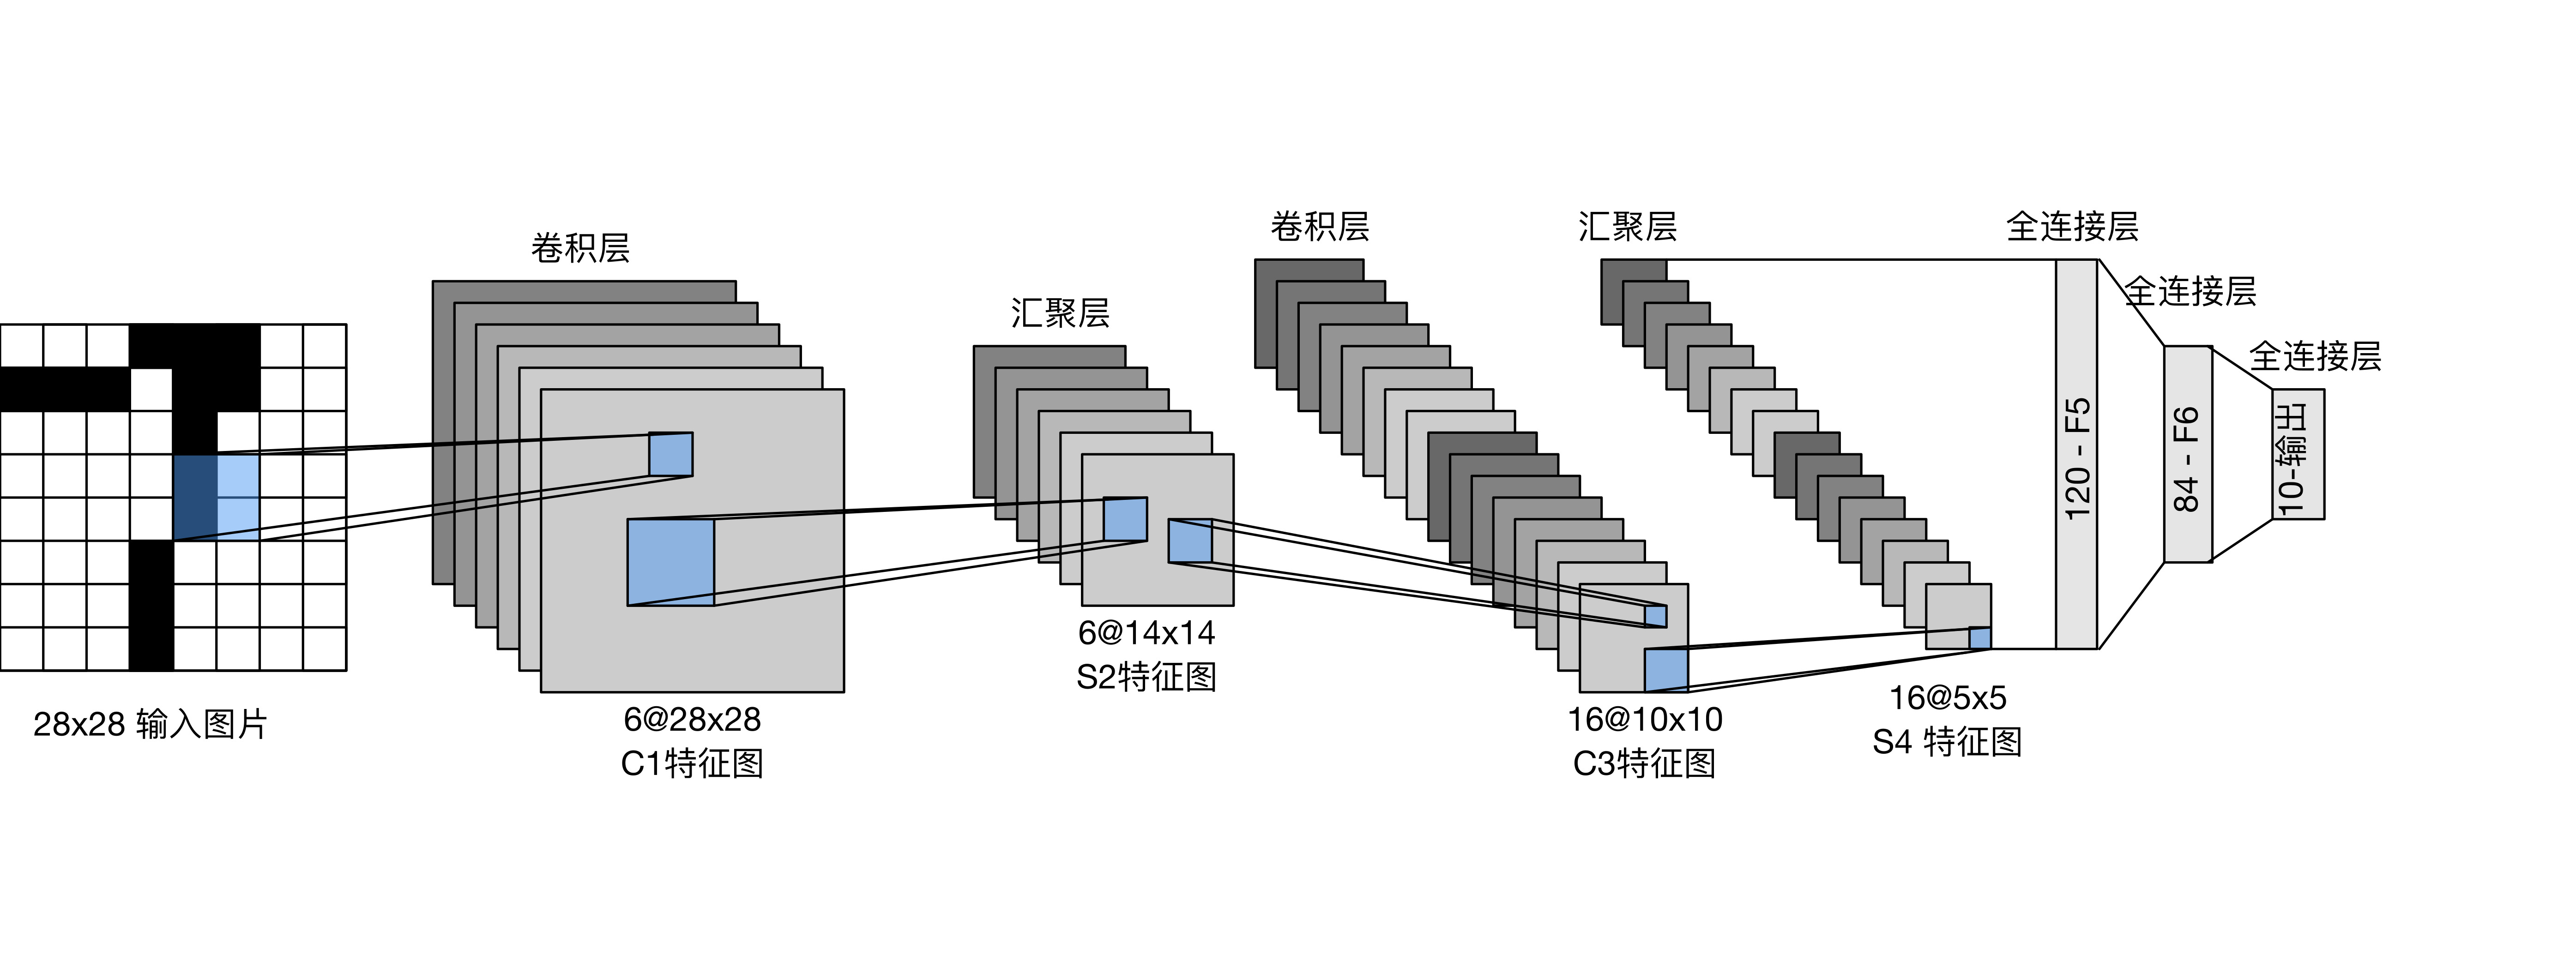 28x28 输入图片
卷积层
6@28x28
C1特征图
汇聚层
6@14x14
S2特征图
卷积层
16@10x10
C3特征图
汇聚层
16@5x5
S4 特征图
全连接层
120 - F5
全连接层
84 - F6
全连接层
10-输出